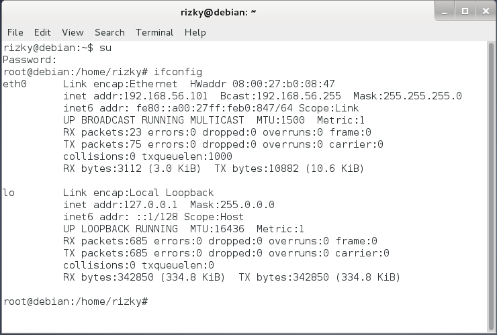 rizky@debian: ~
File Edit View Search Terminal Help
rizky@debian:~$ su
Password:
root@debian:/home/rizky# ifconfig
eth0      Link encap:Ethernet  HWaddr 08:00:27:b0:08:47
          inet addr:192.168.56.101  Bcast:192.168.56.255  Mask:255.255.255.0
          inet6 addr: fe80::a00:27ff:feb0:847/64 Scope:Link
          UP BROADCAST RUNNING MULTICAST  MTU:1500  Metric:1
          RX packets:23 errors:0 dropped:0 overruns:0 frame:0
          TX packets:75 errors:0 dropped:0 overruns:0 carrier:0
          collisions:0 txqueuelen:1000
          RX bytes:3112 (3.0 KiB)  TX bytes:10882 (10.6 KiB)
lo        Link encap:Local Loopback
          inet addr:127.0.0.1  Mask:255.0.0.0
          inet6 addr: ::1/128 Scope:Host
          UP LOOPBACK RUNNING  MTU:16436  Metric:1
          RX packets:685 errors:0 dropped:0 overruns:0 frame:0
          TX packets:685 errors:0 dropped:0 overruns:0 carrier:0
          collisions:0 txqueuelen:0
          RX bytes:342850 (334.8 KiB)  TX bytes:342850 (334.8 KiB)
root@debian:/home/rizky#